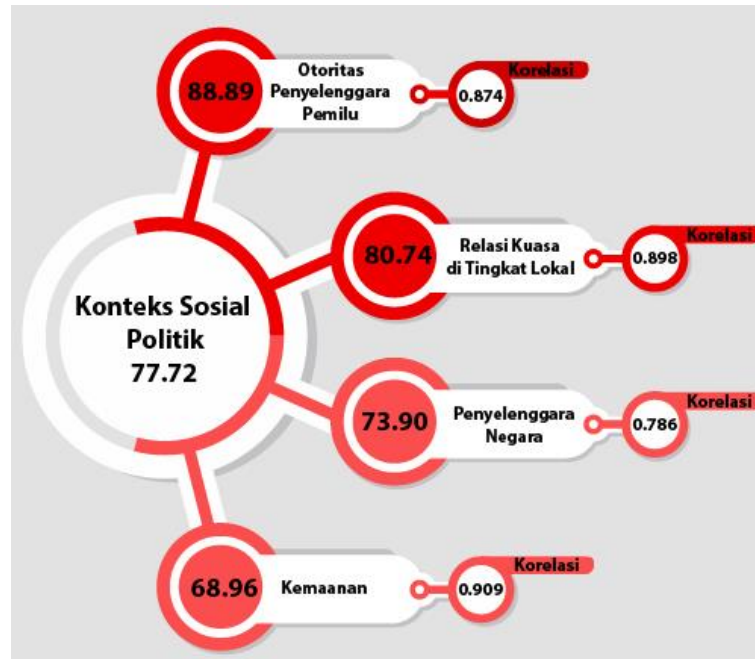 88.89
Otoritas
Penyelenggara
Pemilu
Korelasi
0.874
80.74
Relasi Kuasa
di Tingkat Lokal
Korelasi
0.898
Konteks Sosial
Politik
77.72
73.90
Penyelenggara
Negara
Korelasi
0.786
68.96
Kemaanan
Korelasi
0.909